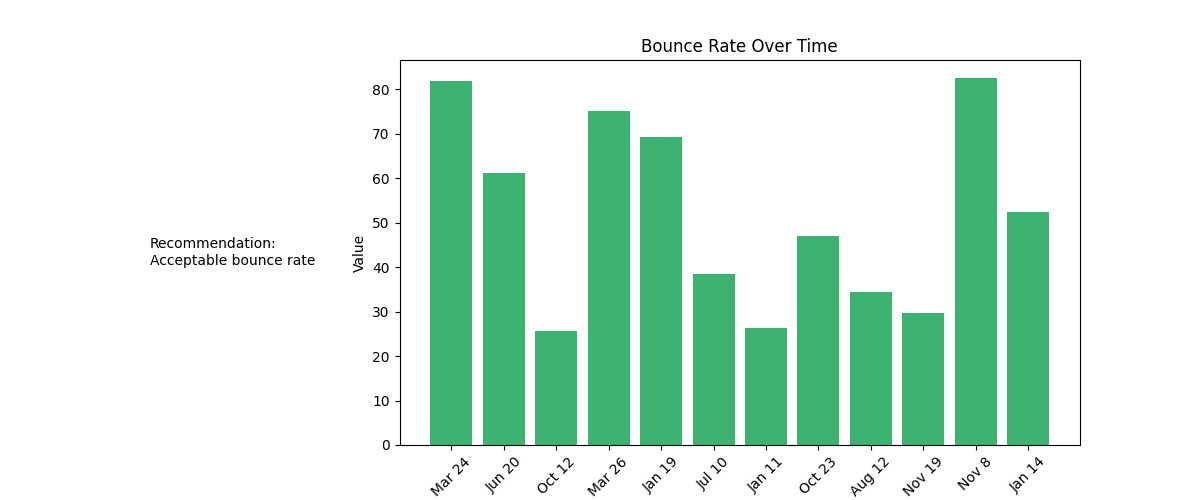 Bounce Rate Over Time
Recommendation:
Acceptable bounce rate
Value
80
70
60
50
40
30
20
10
0
Mar 24
Jun 20
Oct 12
Mar 26
Jan 19
Jul 10
Jan 11
Oct 23
Aug 12
Nov 19
Nov 8
Jan 14